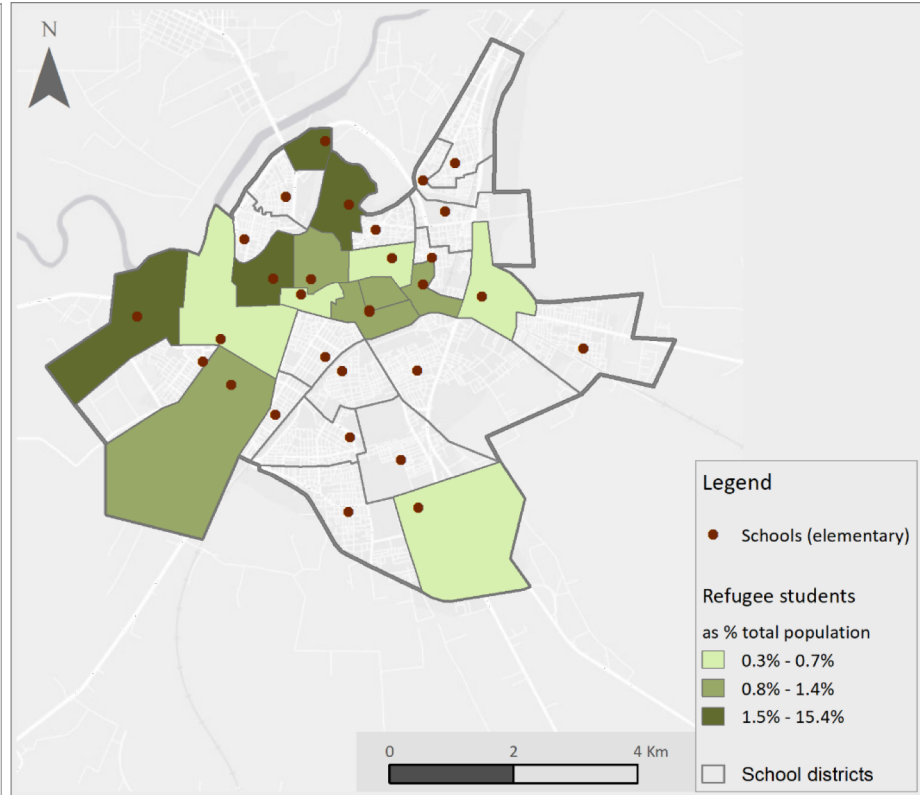 N
Legend
Schools (elementary)
Refugee students
as % total population
0.3% - 0.7%
0.8% - 1.4%
1.5% - 15.4%
School districts
0 2 4 Km